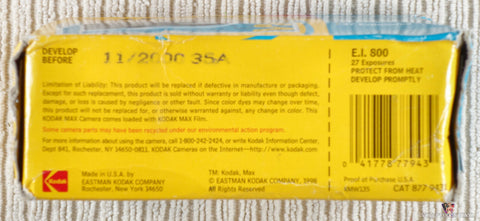 DEVELOP
BEFORE
11/2000 35A
E.I. 800
27 Exposures
PROTECT FROM HEAT
DEVELOP PROMPTLY
Limitation of Liability: This product will be replaced if defective in manufacture or packaging.
Except for such replacement, this product is sold without warranty or liability even though defect,
damage, or loss is caused by negligence or other fault. Since color dyes may change over time,
this product will not be replaced for, or otherwise warranted against, any change in color. This
KODAK MAX Camera comes loaded with KODAK MAX Film.
Some camera parts may have been recycled under our environmental action program.
For more information about using the camera, call 1-800-242-2424, or write Kodak Information Center,
Dept 841, Rochester, NY 14650-0811. KODAK Cameras on the Internet—http://www.kodak.com
0 41778 77943
Kodak
Made in U.S.A. by
EASTMAN KODAK COMPANY
Rochester, New York 14650
TM: Kodak, Max
© EASTMAN KODAK COMPANY, 1998
All Rights Reserved
Proof of Purchase U.S.A.
CAT 877 9431